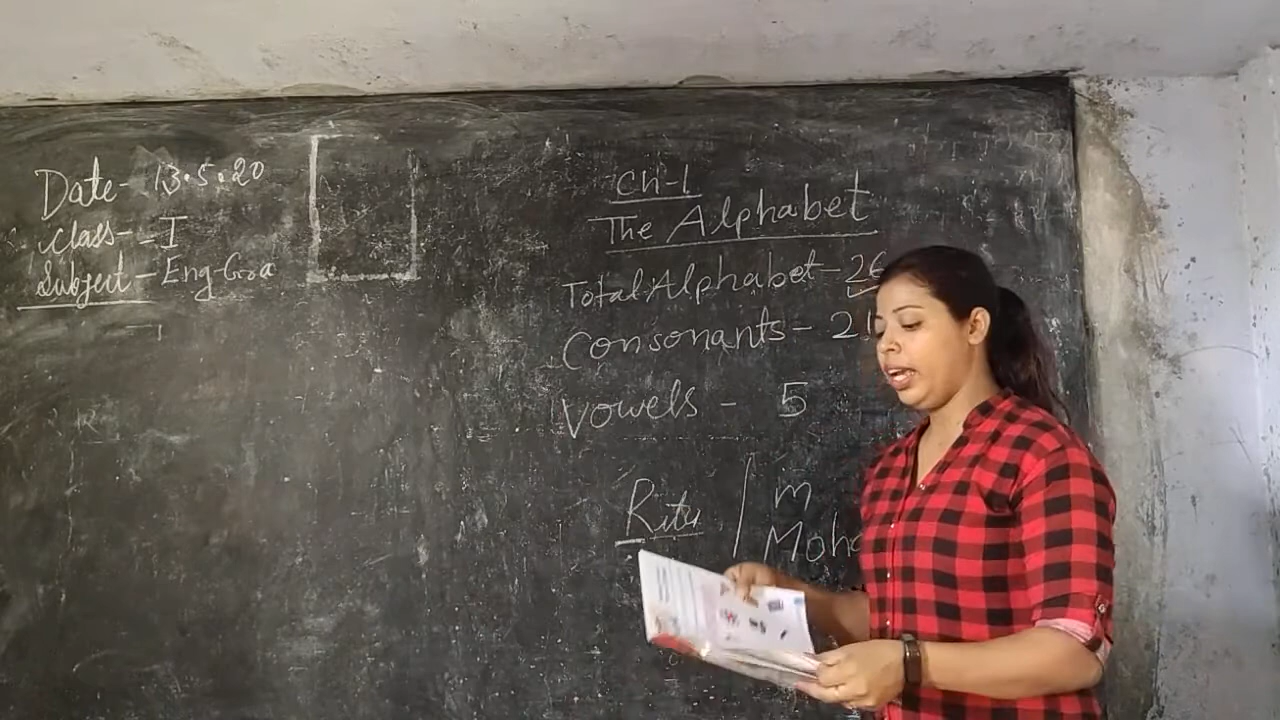 Date - 13.5.20
Class - I
Subject - Eng-Gra
Ch-1
The Alphabet
Total Alphabet - 26
Consonants - 21
Vowels - 5
Ritu
m
Moha